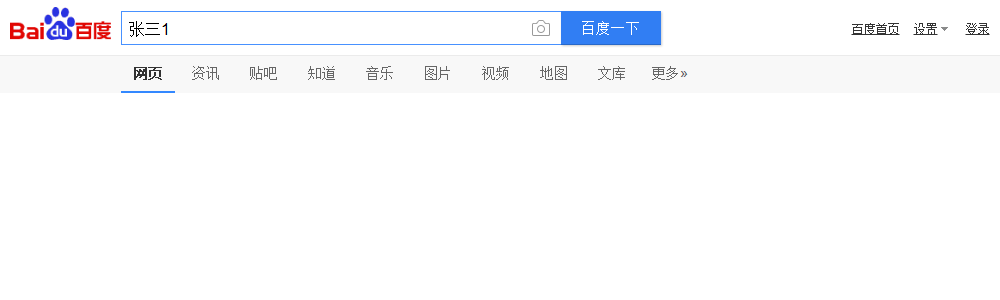 Bai du 百度 张三1 百度一下 百度首页 设置 登录
网页 资讯 贴吧 知道 音乐 图片 视频 地图 文库 更多»